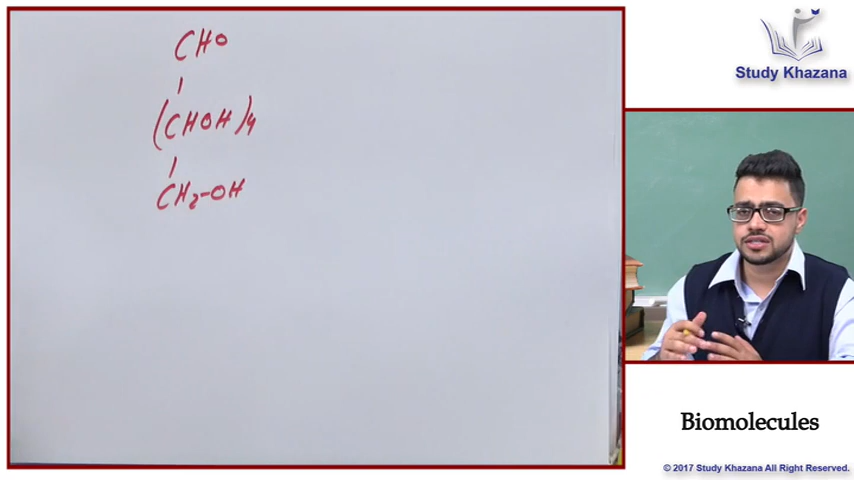 CHO
(CHOH)4
CH2-OH
Study Khazana
Biomolecules
© 2017 Study Khazana All Right Reserved.